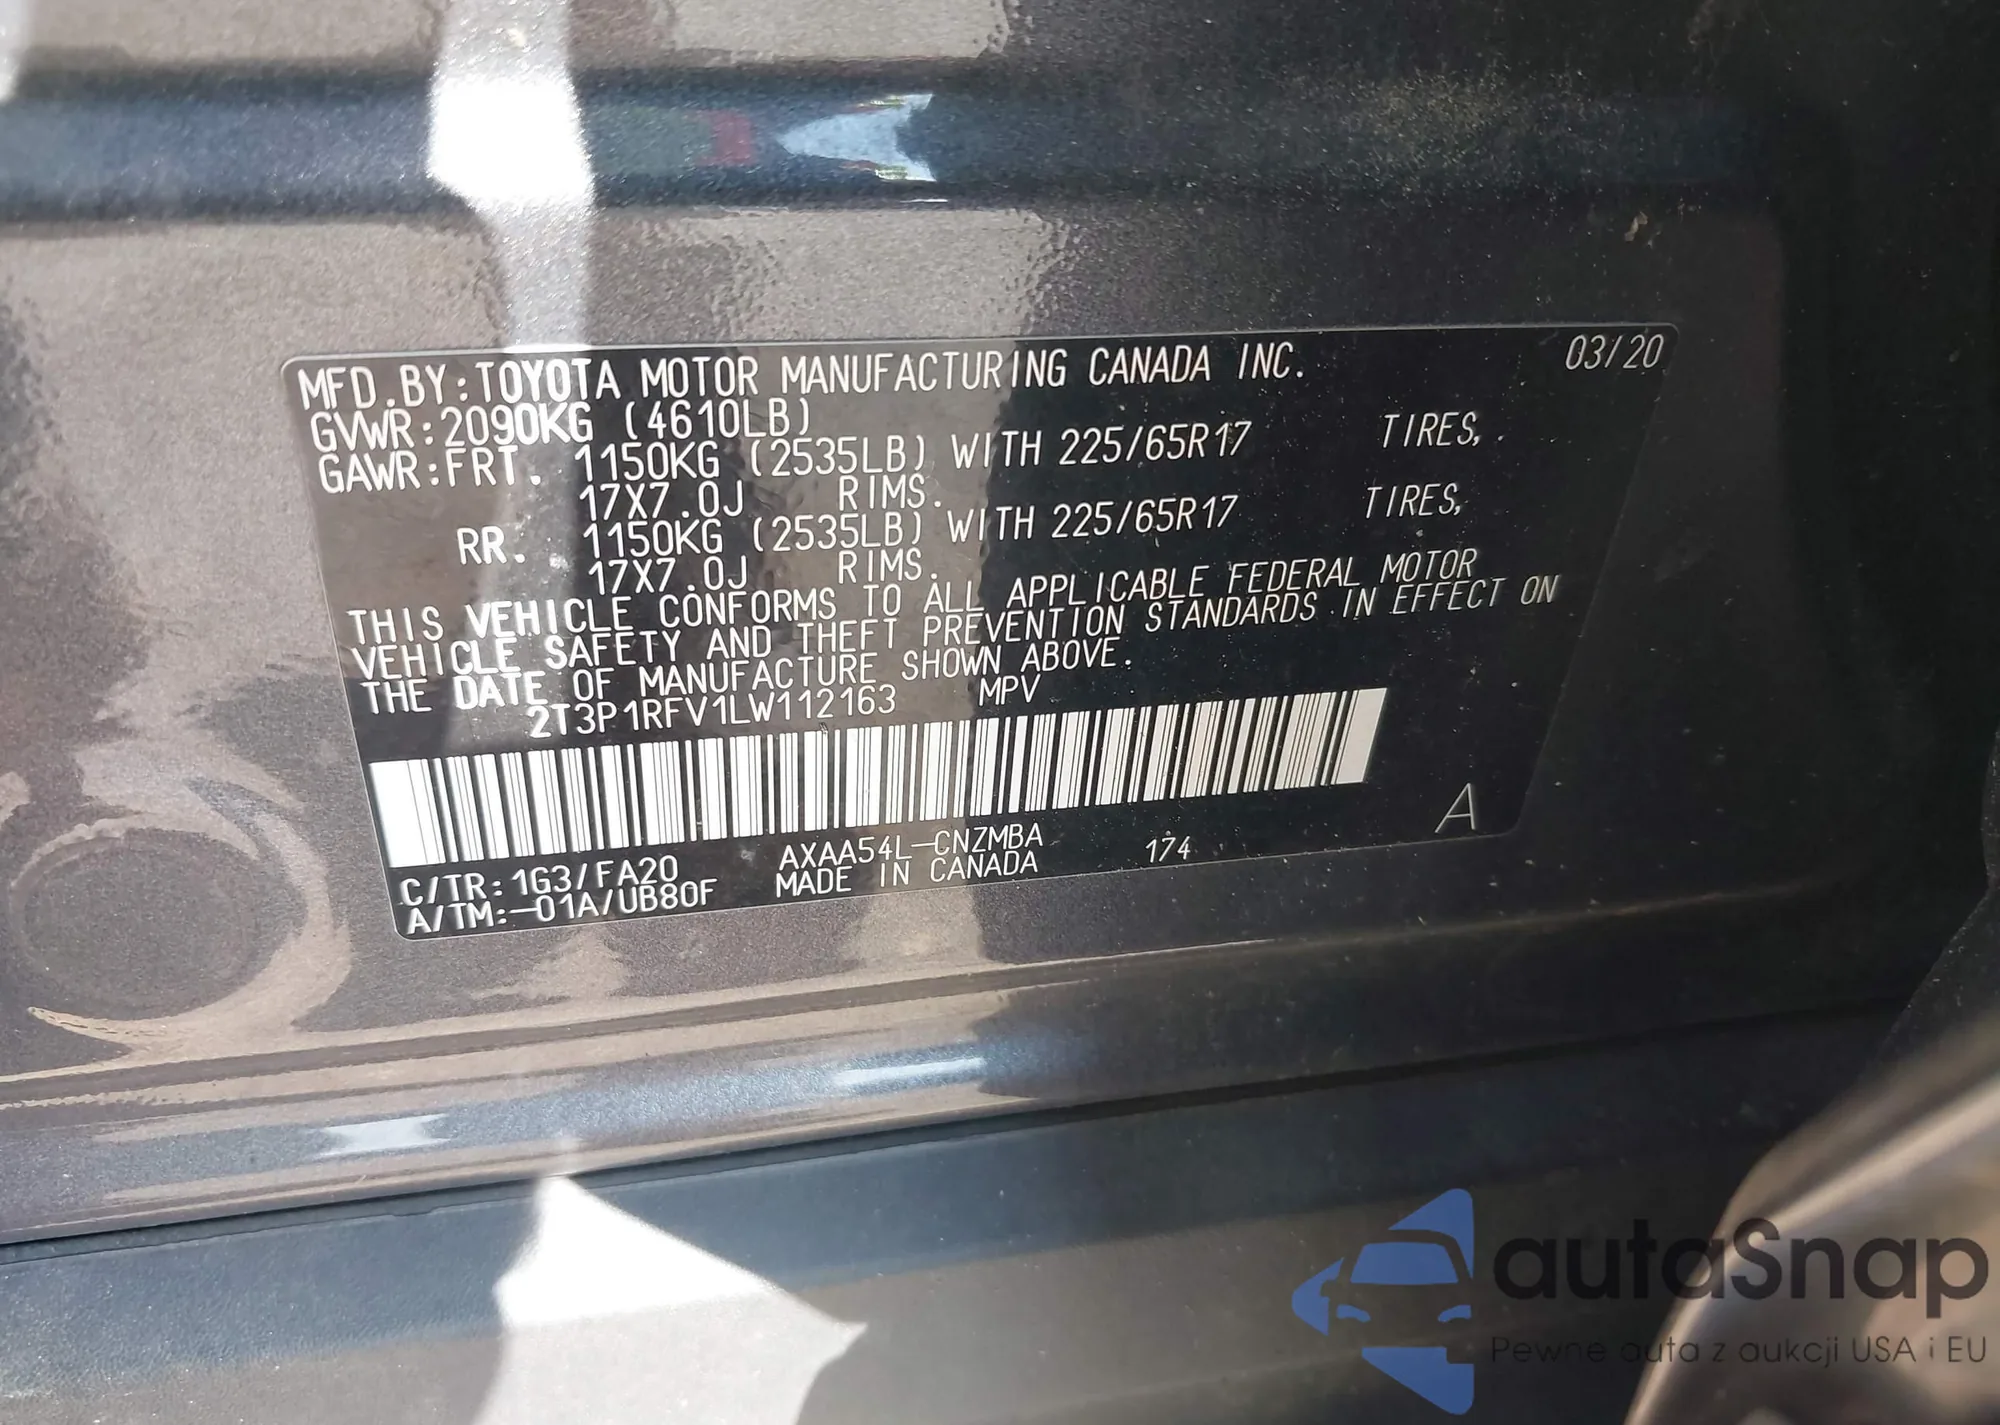 MFD.BY:TOYOTA MOTOR MANUFACTURING CANADA INC. 03/20
GVWR:2090KG (4610LB)
GAWR:FRT. 1150KG (2535LB) WITH 225/65R17 TIRES,
17X7.0J RIMS.
RR. 1150KG (2535LB) WITH 225/65R17 TIRES,
17X7.0J RIMS.
THIS VEHICLE CONFORMS TO ALL APPLICABLE FEDERAL MOTOR
VEHICLE SAFETY AND THEFT PREVENTION STANDARDS IN EFFECT ON
THE DATE OF MANUFACTURE SHOWN ABOVE.
2T3P1RFV1LW112163 MPV
A
C/TR:1G3/FA20 AXAA54L-CNZMBA 174
A/TM:-01A/UB80F MADE IN CANADA
autaSnap
Pewne auta z aukcji USA i EU